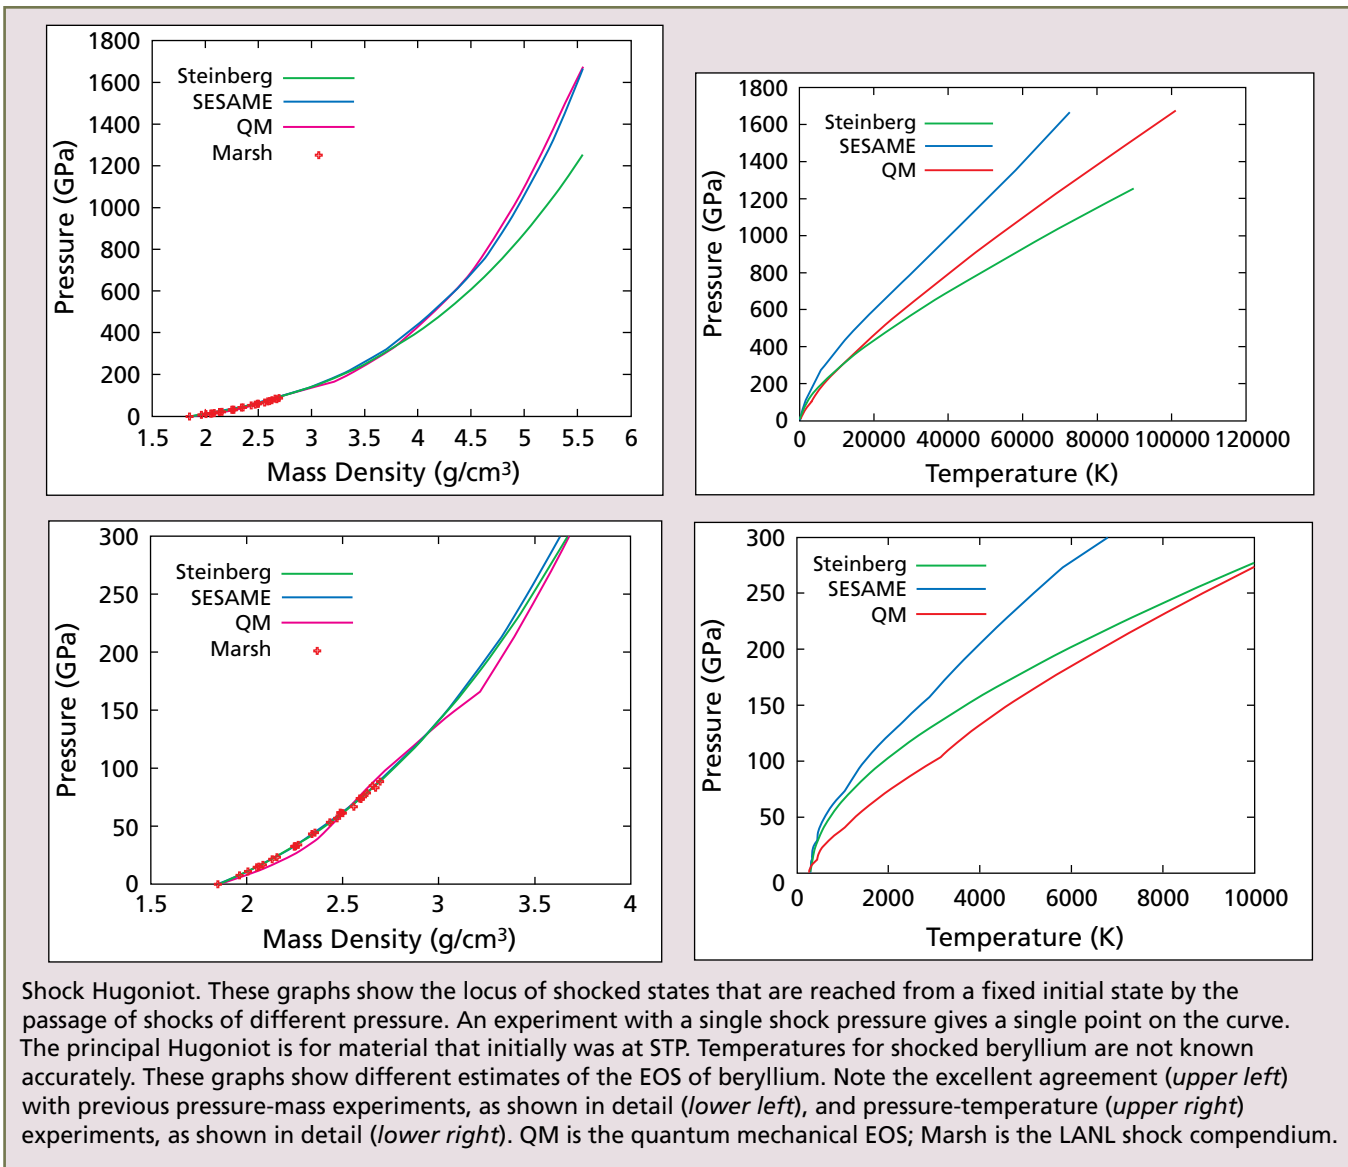 1800
1600
1400
1200
1000
800
600
400
200
0
Pressure (GPa)
Steinberg
SESAME
QM
Marsh
1.5 2 2.5 3 3.5 4 4.5 5 5.5 6
Mass Density (g/cm³)
1800
1600
1400
1200
1000
800
600
400
200
0
Pressure (GPa)
Steinberg
SESAME
QM
0 20000 40000 60000 80000 100000 120000
Temperature (K)
300
250
200
150
100
50
0
Pressure (GPa)
Steinberg
SESAME
QM
Marsh
1.5 2 2.5 3 3.5 4
Mass Density (g/cm³)
300
250
200
150
100
50
0
Pressure (GPa)
Steinberg
SESAME
QM
0 2000 4000 6000 8000 10000
Temperature (K)
Shock Hugoniot. These graphs show the locus of shocked states that are reached from a fixed initial state by the
passage of shocks of different pressure. An experiment with a single shock pressure gives a single point on the curve.
The principal Hugoniot is for material that initially was at STP. Temperatures for shocked beryllium are not known
accurately. These graphs show different estimates of the EOS of beryllium. Note the excellent agreement (upper left)
with previous pressure-mass experiments, as shown in detail (lower left), and pressure-temperature (upper right)
experiments, as shown in detail (lower right). QM is the quantum mechanical EOS; Marsh is the LANL shock compendium.